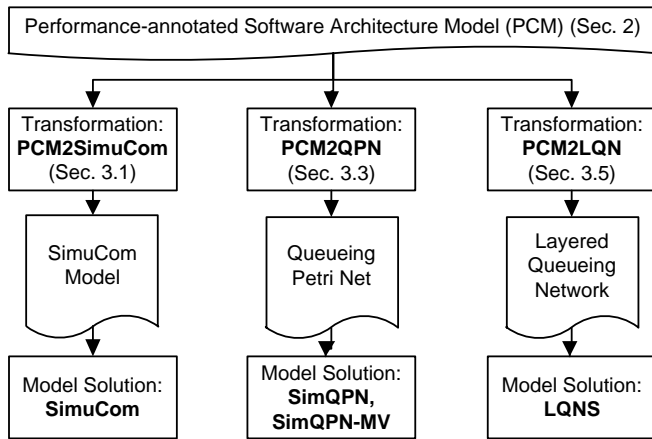 Performance-annotated Software Architecture Model (PCM) (Sec. 2)
Transformation:
PCM2SimuCom
(Sec. 3.1)
Transformation:
PCM2QPN
(Sec. 3.3)
Transformation:
PCM2LQN
(Sec. 3.5)
SimuCom
Model
Queueing
Petri Net
Layered
Queueing
Network
Model Solution:
SimuCom
Model Solution:
SimQPN,
SimQPN-MV
Model Solution:
LQNS